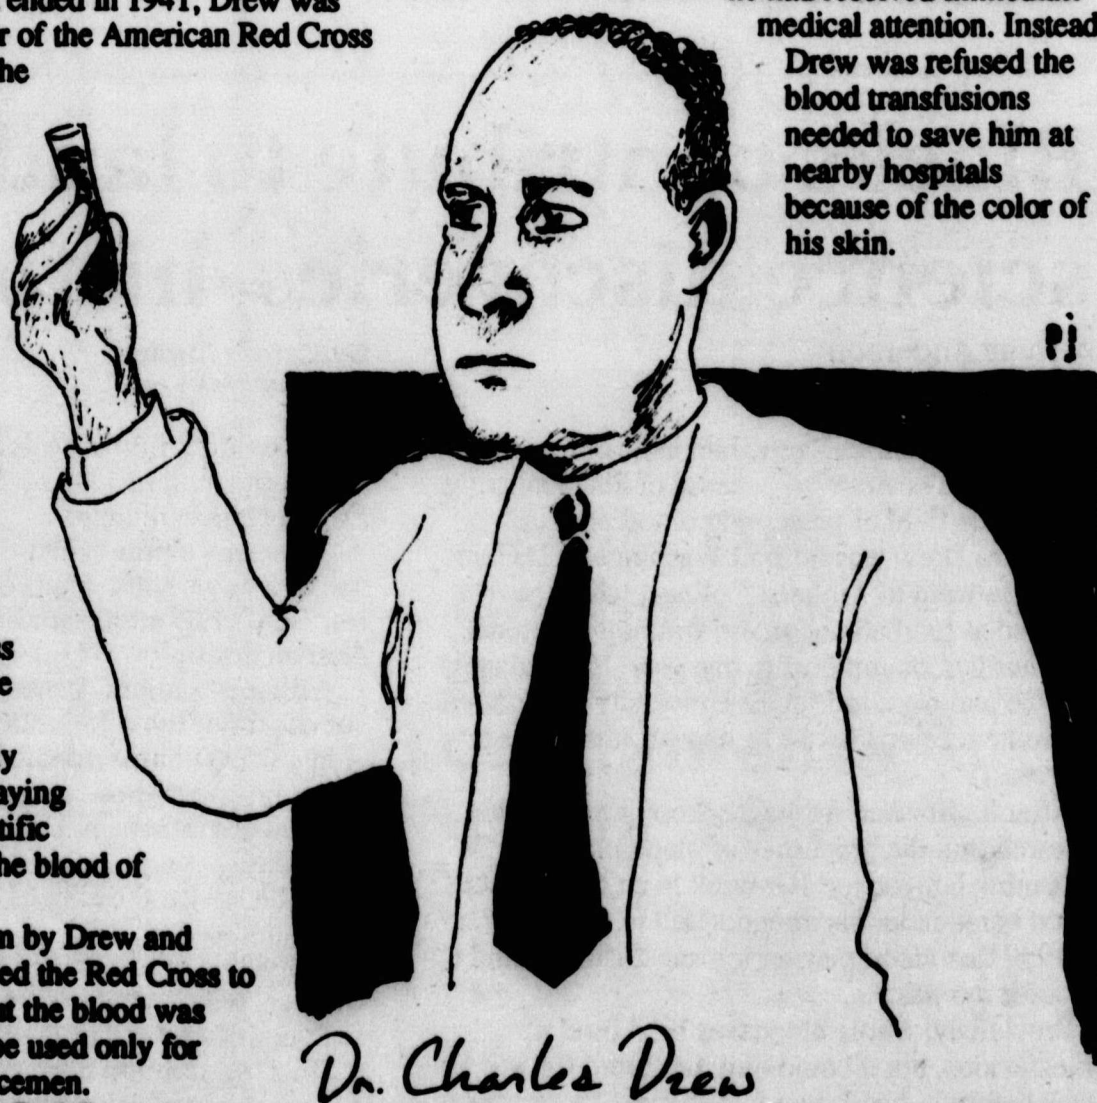 ended in 1941, Drew was
r of the American Red Cross
he
s
e
y
aying
tific
he blood of
n by Drew and
ed the Red Cross to
t the blood was
be used only for
cemen.
medical attention. Instead
Drew was refused the
blood transfusions
needed to save him at
nearby hospitals
because of the color of
his skin.
pj
Dr. Charles Drew